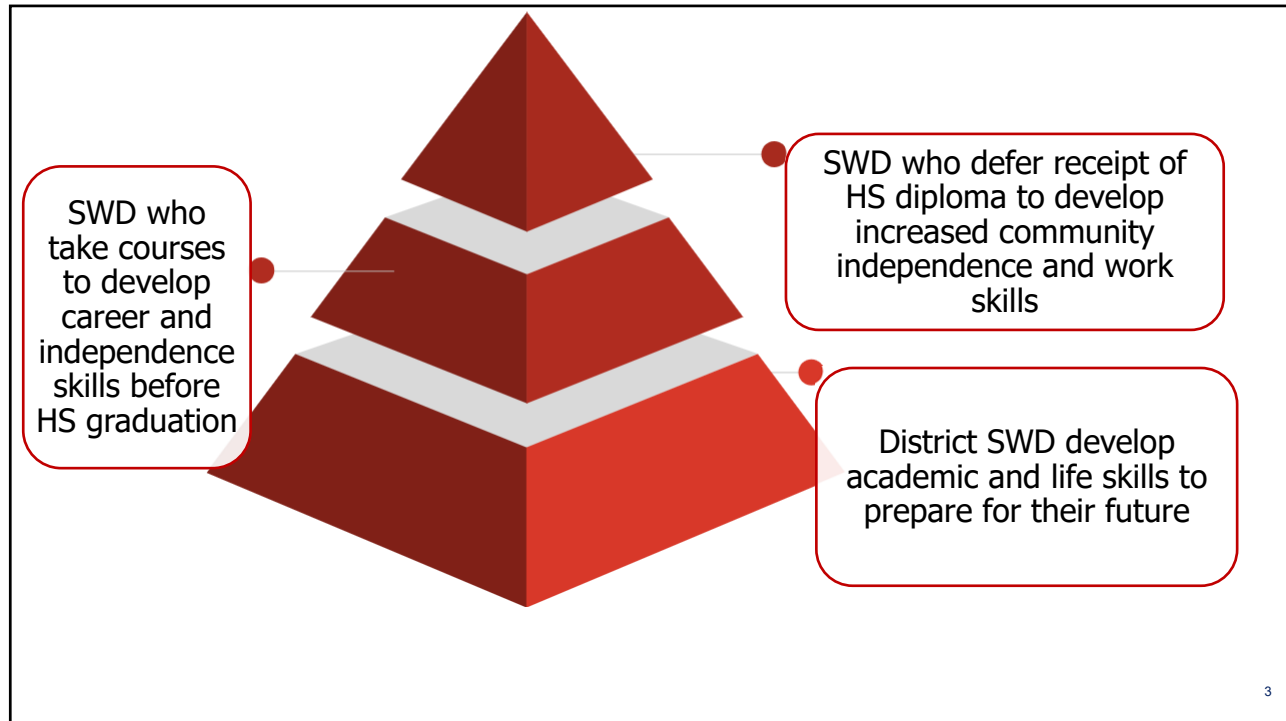 SWD who
take courses
to develop
career and
independence
skills before
HS graduation
SWD who defer receipt of
HS diploma to develop
increased community
independence and work
skills
District SWD develop
academic and life skills to
prepare for their future
3